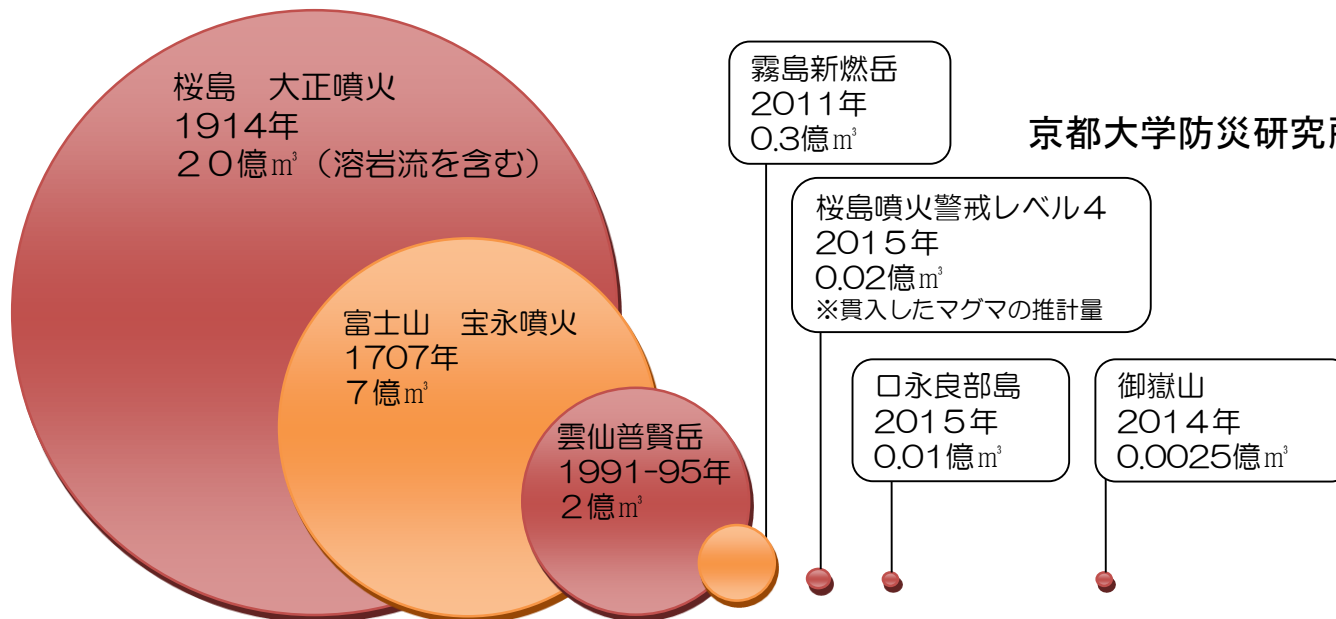 桜島　大正噴火
1914年
２０億㎥（溶岩流を含む）
富士山　宝永噴火
1707年
７億㎥
雲仙普賢岳
1991-95年
２億㎥
霧島新燃岳
2011年
0.3億㎥
京都大学防災研究
桜島噴火警戒レベル４
2015年
0.02億㎥
※貫入したマグマの推計量
口永良部島
2015年
0.01億㎥
御嶽山
2014年
0.0025億㎥